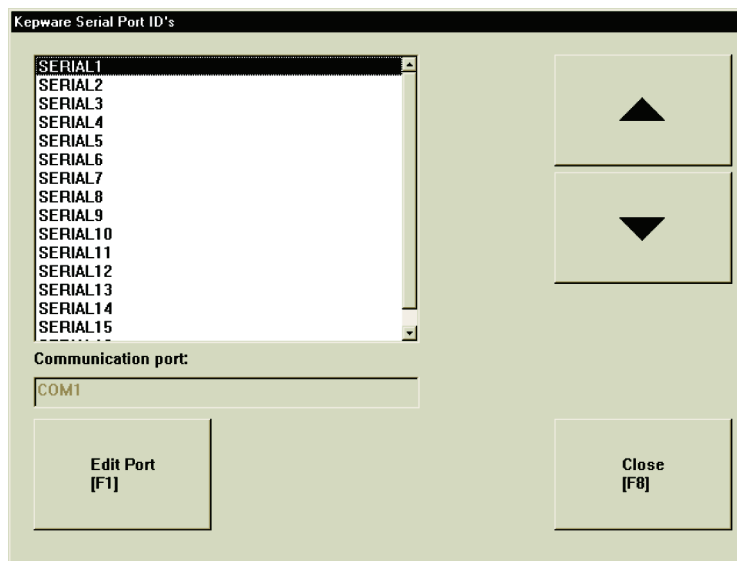 Kepware Serial Port ID's
SERIAL1
SERIAL2
SERIAL3
SERIAL4
SERIAL5
SERIAL6
SERIAL7
SERIAL8
SERIAL9
SERIAL10
SERIAL11
SERIAL12
SERIAL13
SERIAL14
SERIAL15
Communication port:
COM1
Edit Port
[F1]
Close
[F8]